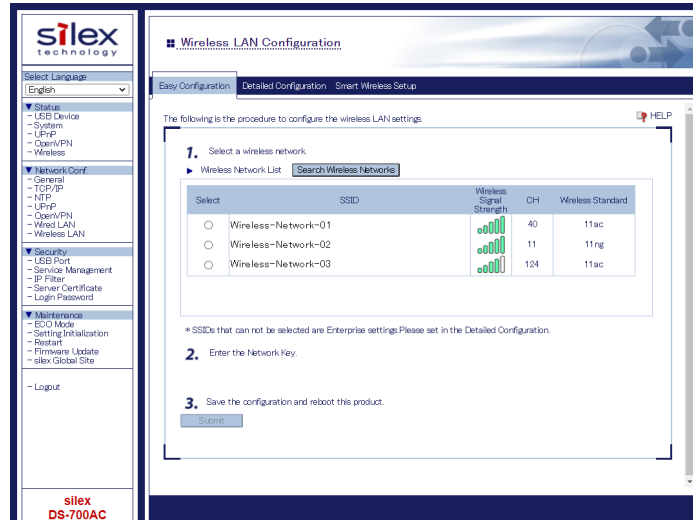 silex
technology
Select Language
English
▼ Status
- USB Device
- System
- UPnP
- OpenVPN
- Wireless
▼ Network Conf.
- General
- TCP/IP
- NTP
- UPnP
- OpenVPN
- Wired LAN
- Wireless LAN
▼ Security
- USB Port
- Service Management
- IP Filter
- Server Certificate
- Login Password
▼ Maintenance
- ECO Mode
- Setting Initialization
- Restart
- Firmware Update
- silex Global Site
- Logout
silex
DS-700AC
Wireless LAN Configuration
Easy Configuration Detailed Configuration Smart Wireless Setup
HELP
The following is the procedure to configure the wireless LAN settings.
1. Select a wireless network.
Wireless Network List Search Wireless Networks
Select SSID Wireless Signal Strength CH Wireless Standard
Wireless-Network-01 40 11ac
Wireless-Network-02 11 11ng
Wireless-Network-03 124 11ac
* SSIDs that can not be selected are Enterprise settings.Please set in the Detailed Configuration.
2. Enter the Network Key.
3. Save the configuration and reboot this product.
Submit